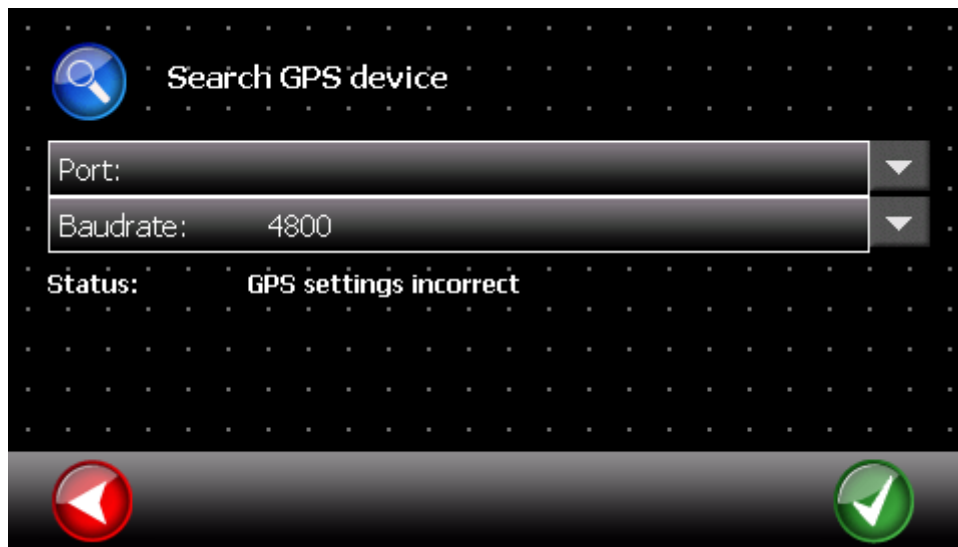 Search GPS device
Port:
Baudrate: 4800
Status: GPS settings incorrect